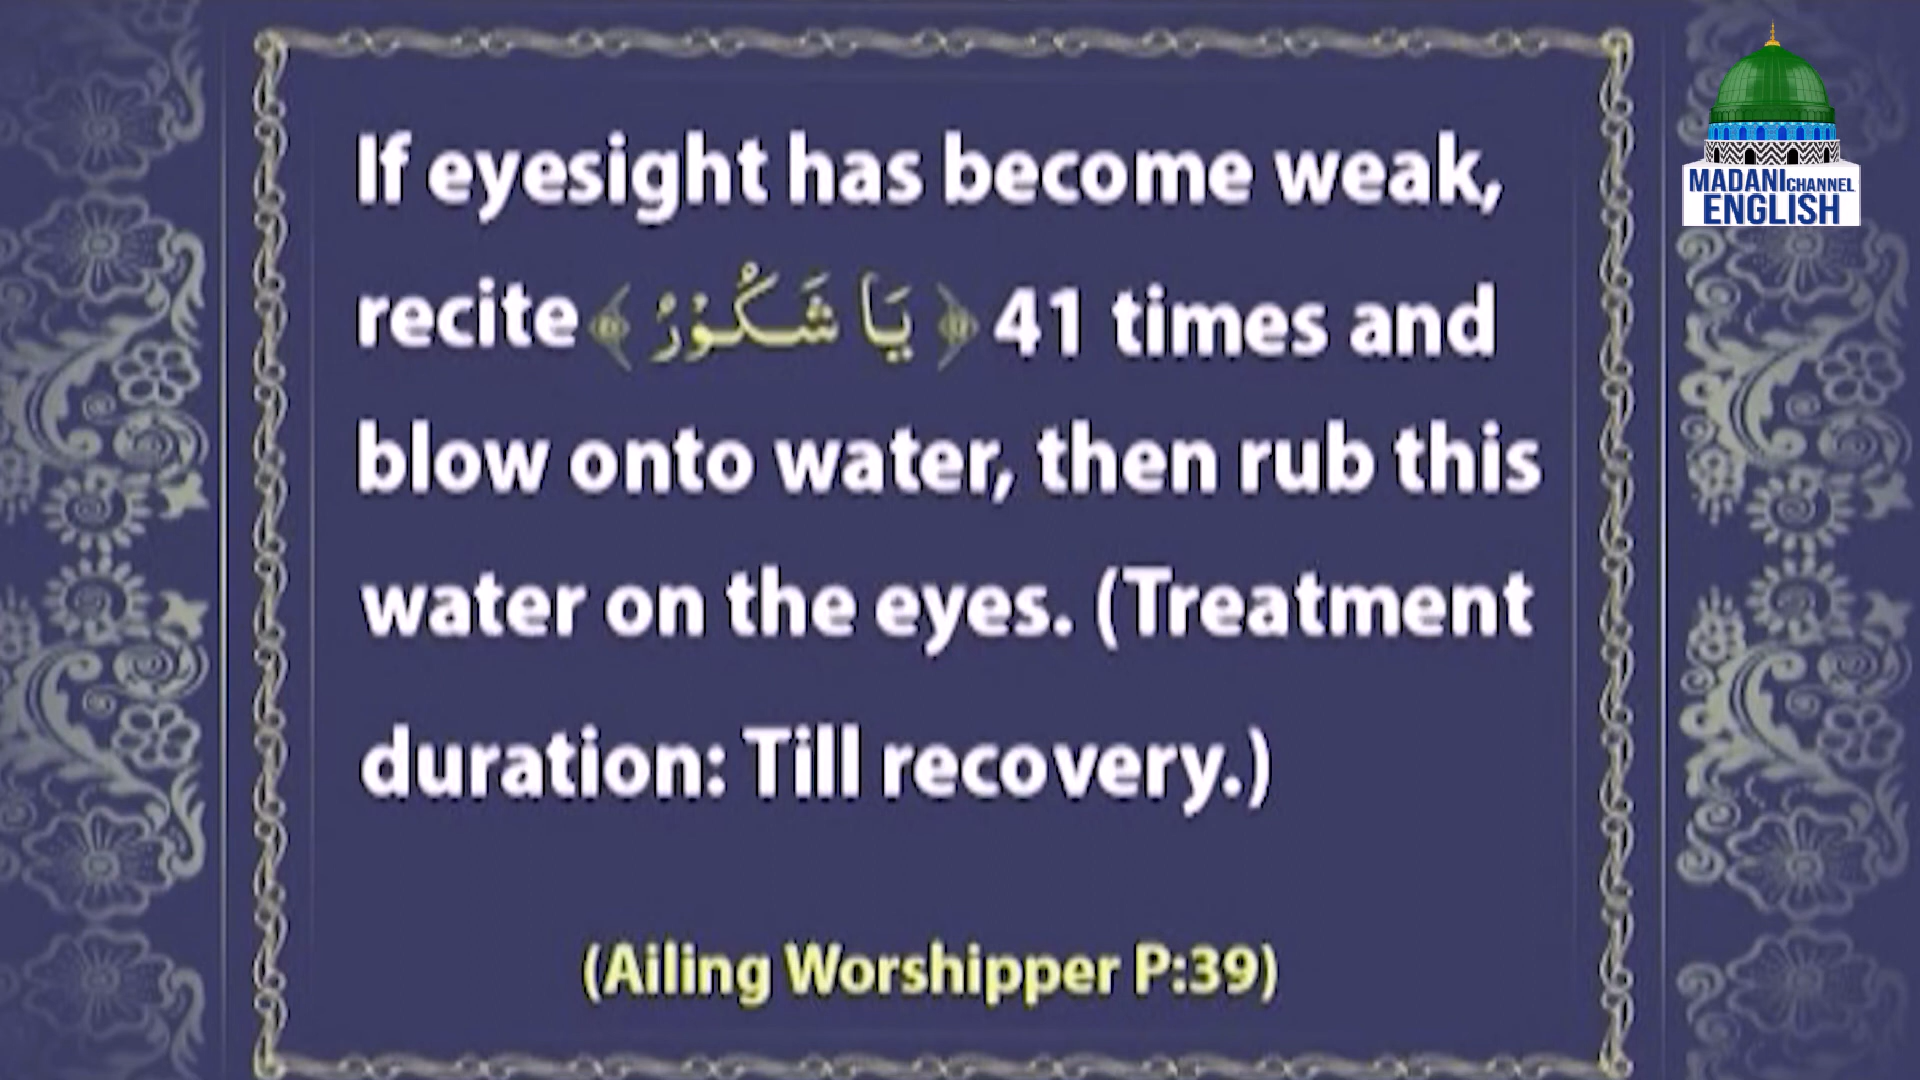 If eyesight has become weak,
recite ﴿يَا شَكُوْرُ﴾ 41 times and
blow onto water, then rub this
water on the eyes. (Treatment
duration: Till recovery.)
(Ailing Worshipper P:39)
MADANI CHANNEL
ENGLISH